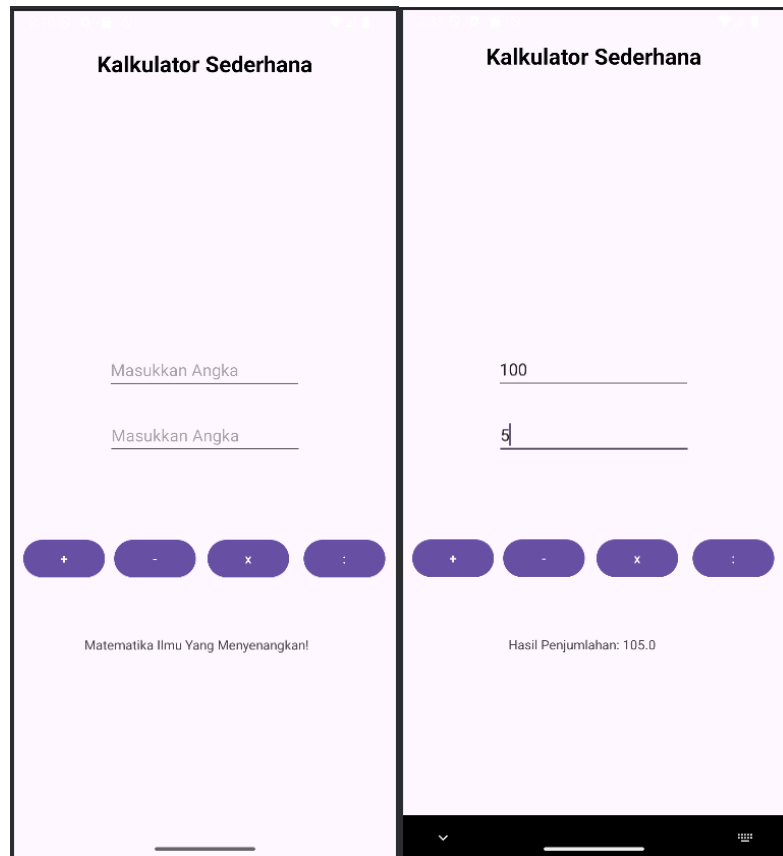 Kalkulator Sederhana
Masukkan Angka
Masukkan Angka
+ - x :
Matematika Ilmu Yang Menyenangkan!
Kalkulator Sederhana
100
5
+ - x :
Hasil Penjumlahan: 105.0